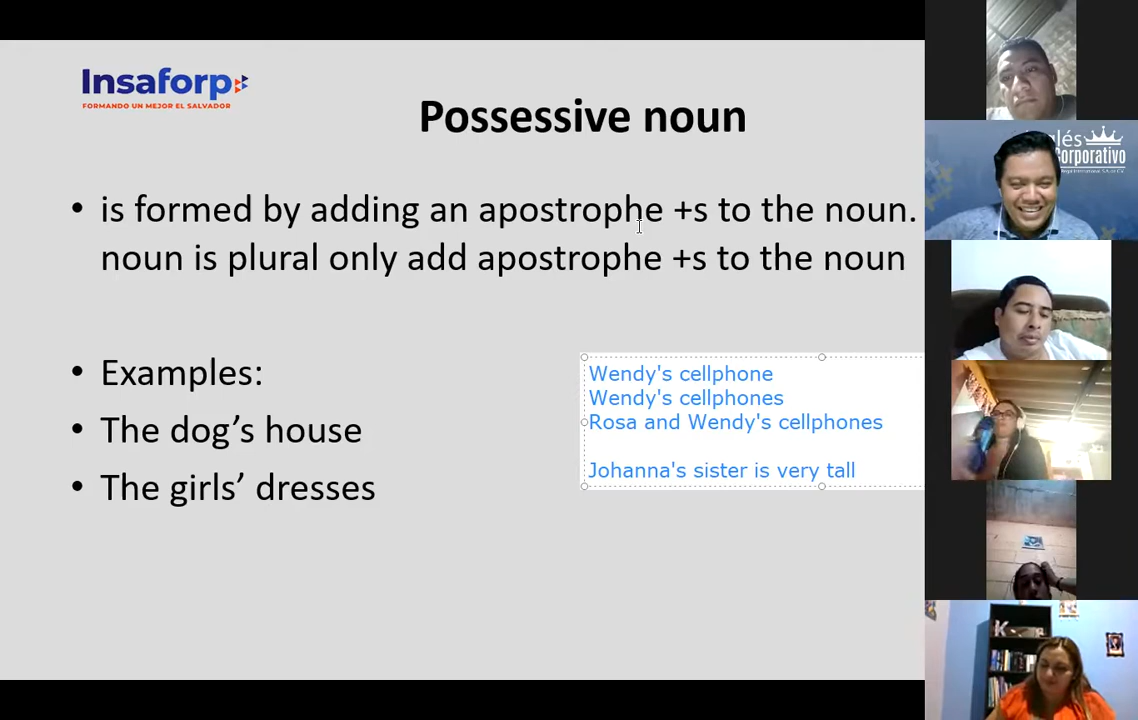 Insaforp
FORMANDO UN MEJOR EL SALVADOR
Possessive noun
• is formed by adding an apostrophe +s to the noun.
noun is plural only add apostrophe +s to the noun
• Examples:
• The dog’s house
• The girls’ dresses
Wendy's cellphone
Wendy's cellphones
Rosa and Wendy's cellphones
Johanna's sister is very tall
glés
orporativo